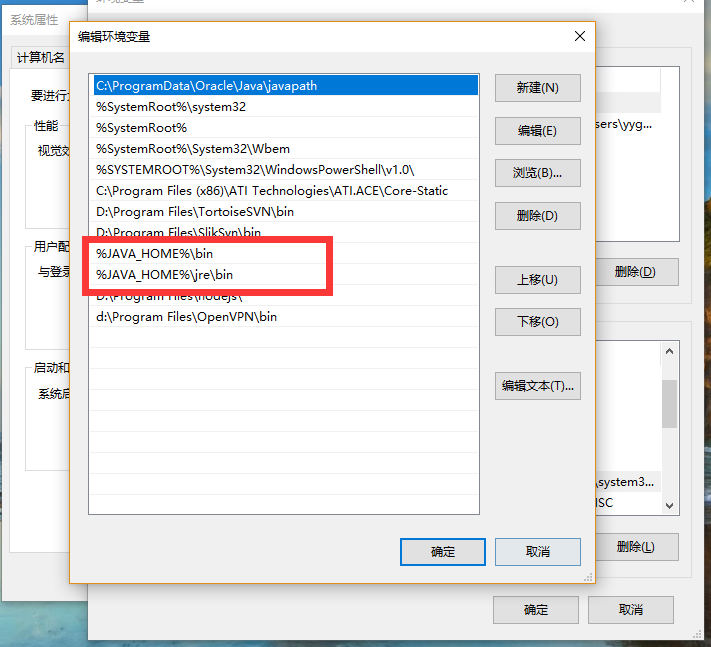 环境变量
系统属性
编辑环境变量
计算机名
C:\ProgramData\Oracle\Java\javapath
新建(N)
要进行
%SystemRoot%\system32
%SystemRoot%
编辑(E)
性能
sers\yyg...
%SystemRoot%\System32\Wbem
视觉效
%SYSTEMROOT%\System32\WindowsPowerShell\v1.0\
浏览(B)...
C:\Program Files (x86)\ATI Technologies\ATI.ACE\Core-Static
D:\Program Files\TortoiseSVN\bin
删除(D)
D:\Program Files\SlikSvn\bin
用户配
%JAVA_HOME%\bin
与登录
%JAVA_HOME%\jre\bin
上移(U)
删除(D)
D:\Program Files\nodejs\
d:\Program Files\OpenVPN\bin
下移(O)
启动和
系统启
编辑文本(T)...
\system3...
ISC
确定
取消
删除(L)
确定
取消